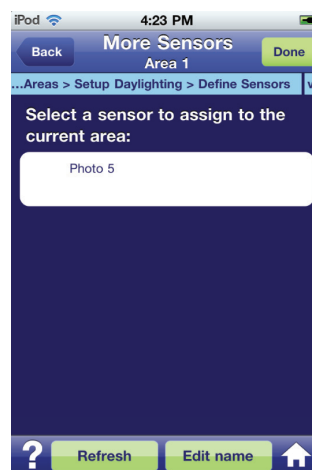 iPod 4:23 PM
Back More Sensors Done
Area 1
...Areas > Setup Daylighting > Define Sensors
Select a sensor to assign to the
current area:
Photo 5
? Refresh Edit name